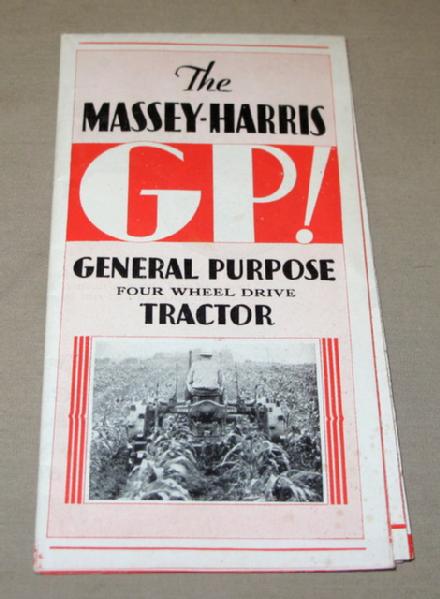 The
MASSEY-HARRIS
GP!
GENERAL PURPOSE
FOUR WHEEL DRIVE
TRACTOR